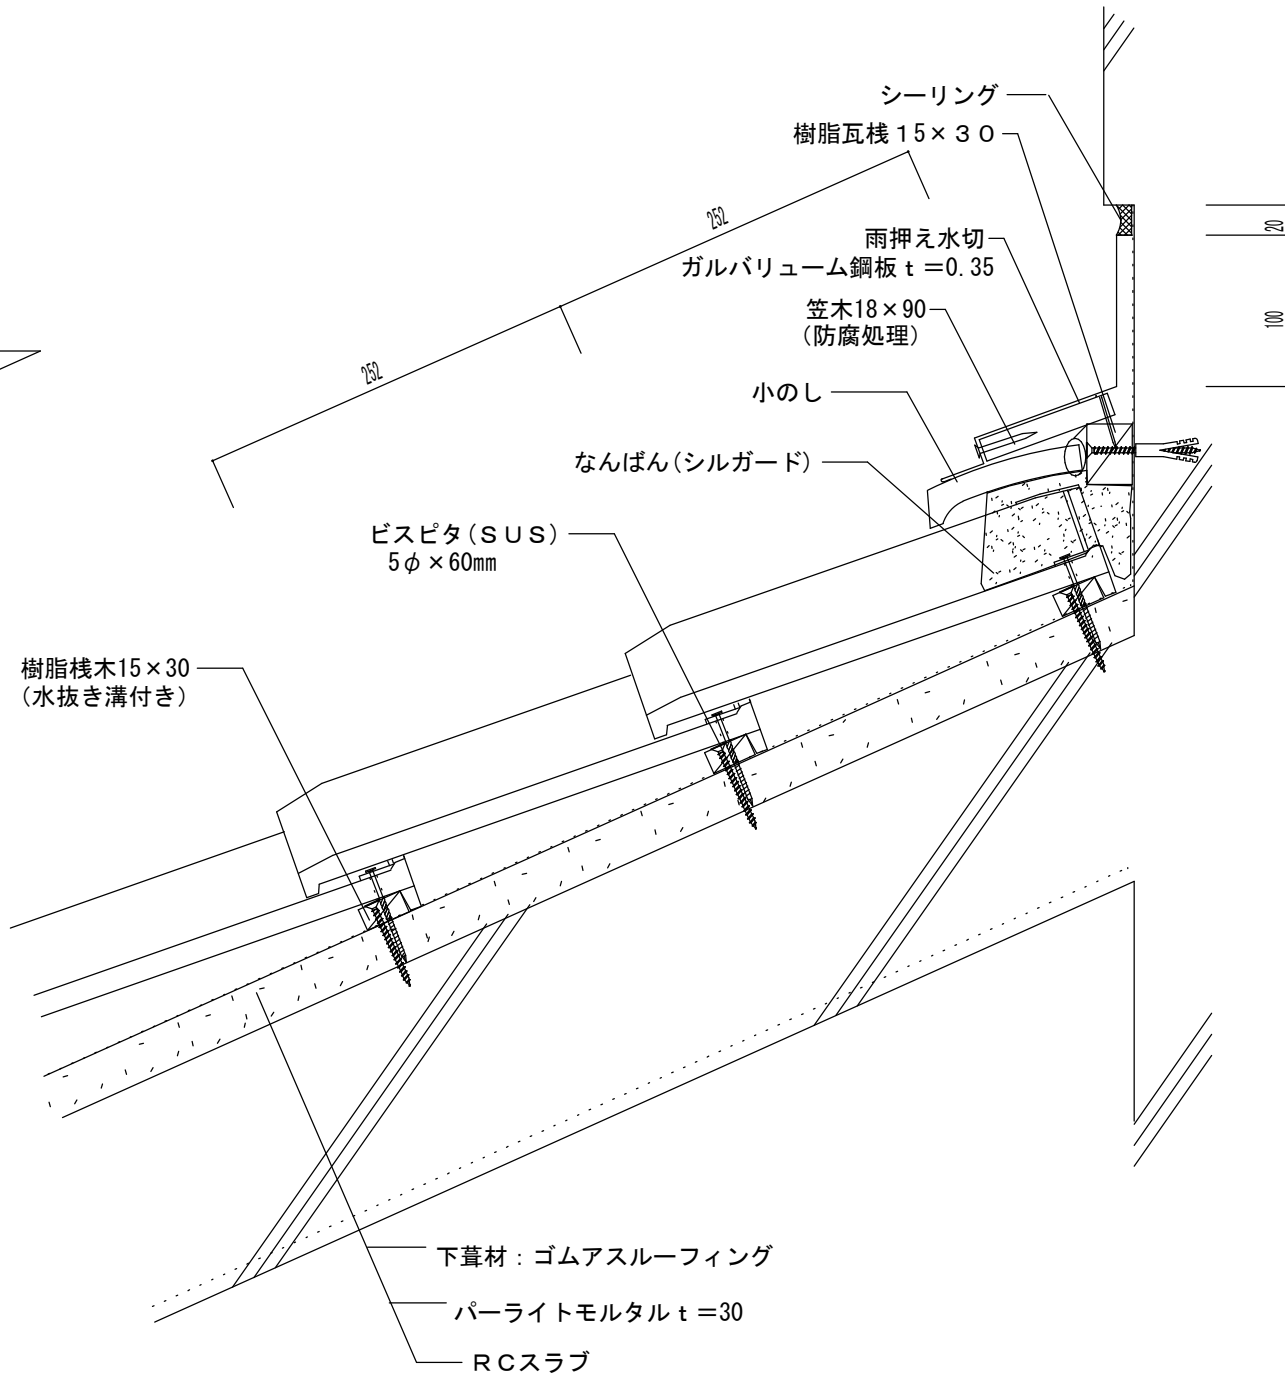 シーリング
樹脂瓦桟15×30
252
20
雨押え水切
ガルバリューム鋼板t=0.35
笠木18×90
(防腐処理)
100
252
小のし
なんばん(シルガード)
ビスピタ(SUS)
5φ×60mm
樹脂桟木15×30
(水抜き溝付き)
下葺材:ゴムアスルーフィング
パーライトモルタルt=30
RCスラブ